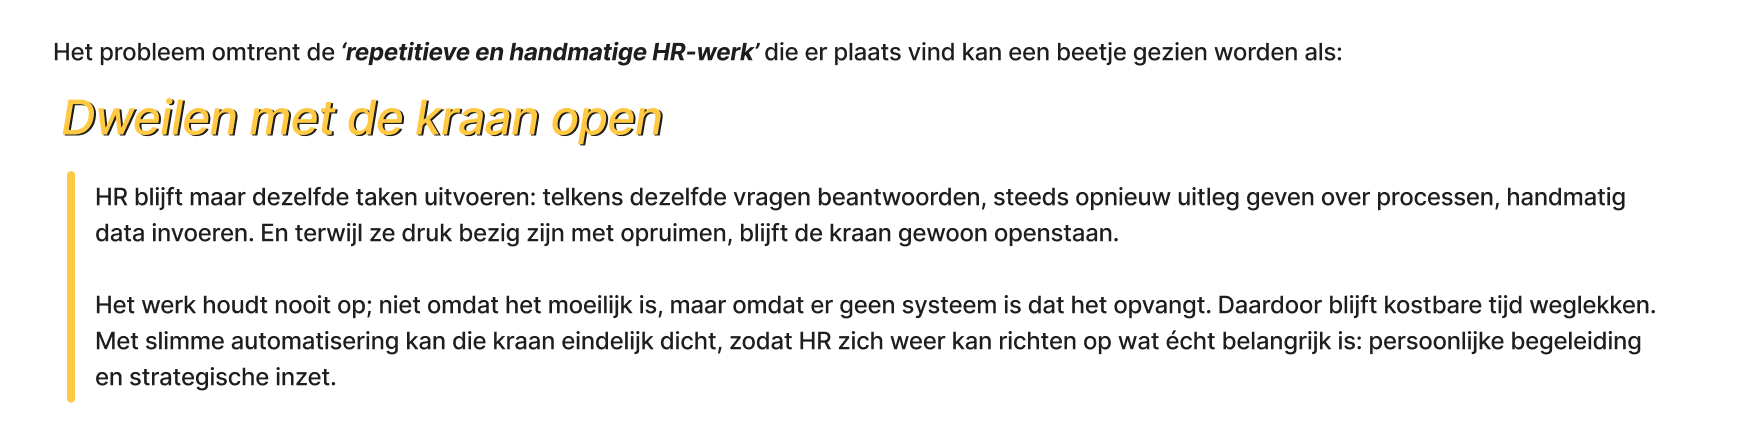 Het probleem omtrent de ‘repetitieve en handmatige HR-werk’ die er plaats vind kan een beetje gezien worden als:
Dweilen met de kraan open
HR blijft maar dezelfde taken uitvoeren: telkens dezelfde vragen beantwoorden, steeds opnieuw uitleg geven over processen, handmatig
data invoeren. En terwijl ze druk bezig zijn met opruimen, blijft de kraan gewoon openstaan.
Het werk houdt nooit op; niet omdat het moeilijk is, maar omdat er geen systeem is dat het opvangt. Daardoor blijft kostbare tijd weglekken.
Met slimme automatisering kan die kraan eindelijk dicht, zodat HR zich weer kan richten op wat écht belangrijk is: persoonlijke begeleiding
en strategische inzet.